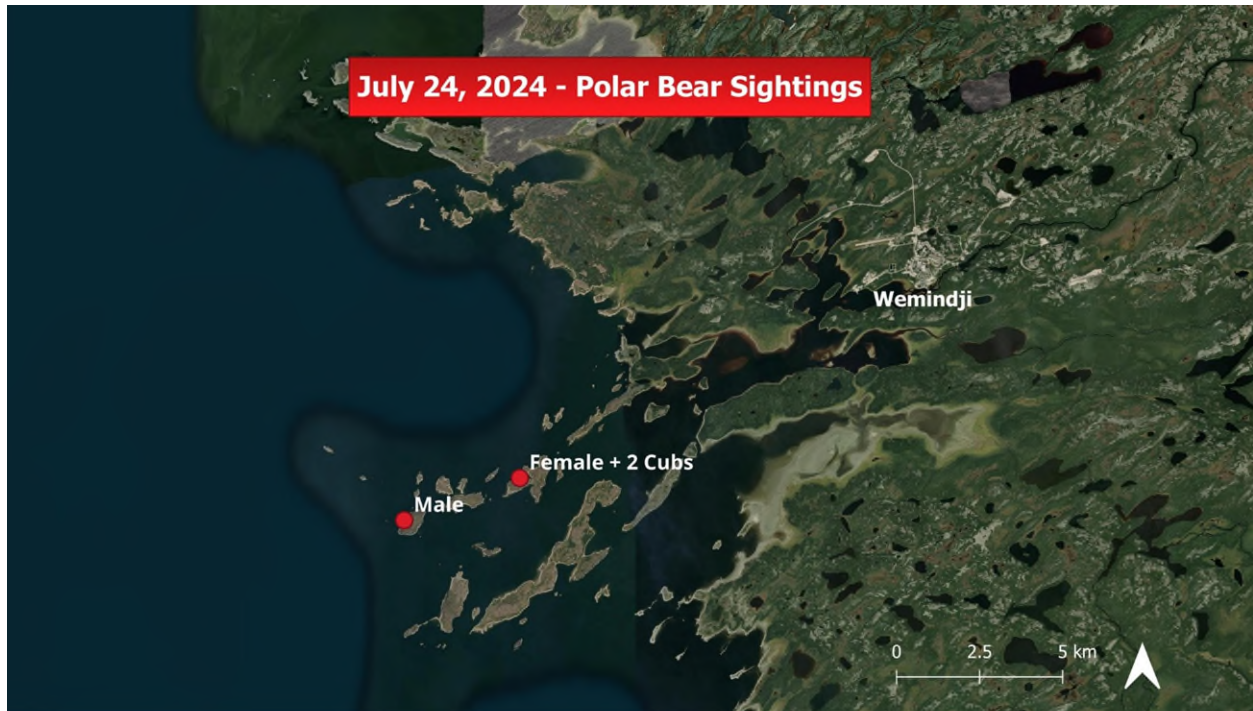 July 24, 2024 - Polar Bear Sightings
Wemindji
Female + 2 Cubs
Male
0 2.5 5 km